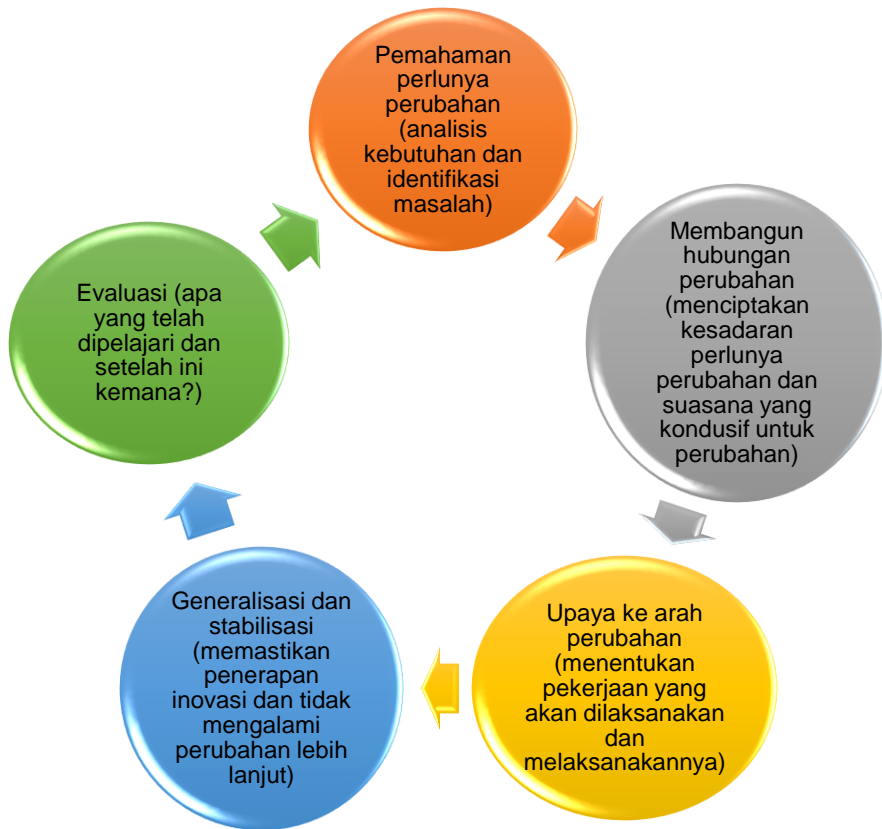 Pemahaman
perlunya
perubahan
(analisis
kebutuhan dan
identifikasi
masalah)
Membangun
hubungan
perubahan
(menciptakan
kesadaran
perlunya
perubahan dan
suasana yang
kondusif untuk
perubahan)
Upaya ke arah
perubahan
(menentukan
pekerjaan yang
akan dilaksanakan
dan
melaksanakannya)
Generalisasi dan
stabilisasi
(memastikan
penerapan
inovasi dan tidak
mengalami
perubahan lebih
lanjut)
Evaluasi (apa
yang telah
dipelajari dan
setelah ini
kemana?)